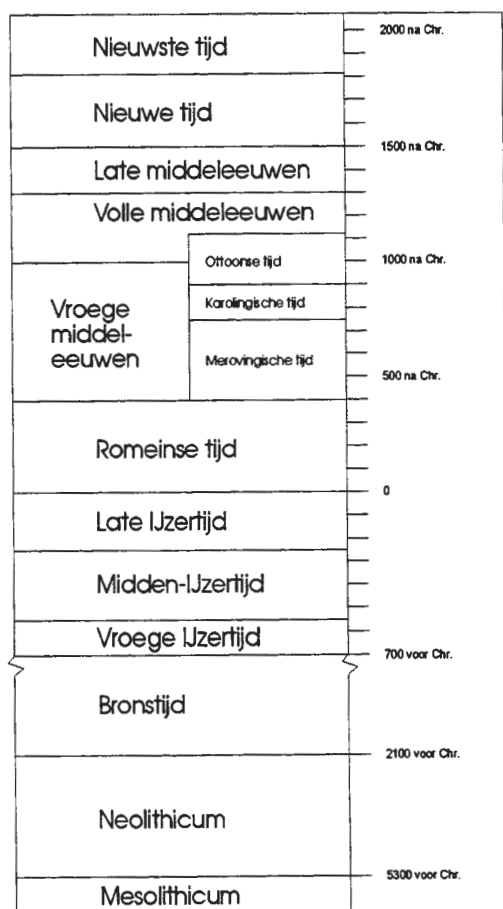 Nieuwste tijd
2000 na Chr.
Nieuwe tijd
1500 na Chr.
Late middeleeuwen
Volle middeleeuwen
Ottoonse tijd
1000 na Chr.
Karolingische tijd
Vroege
middel-
eeuwen
Merovingische tijd
500 na Chr.
Romeinse tijd
0
Late IJzertijd
Midden-IJzertijd
Vroege IJzertijd
700 voor Chr.
Bronstijd
2100 voor Chr.
Neolithicum
5300 voor Chr.
Mesolithicum